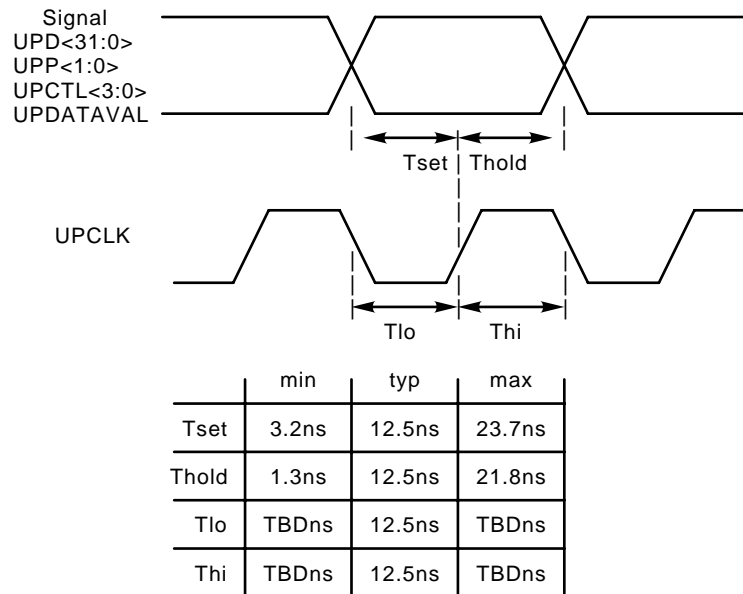 Signal
UPD<31:0>
UPP<1:0>
UPCTL<3:0>
UPDATAVAL
Tset Thold
UPCLK
Tlo Thi
min typ max
Tset 3.2ns 12.5ns 23.7ns
Thold 1.3ns 12.5ns 21.8ns
Tlo TBDns 12.5ns TBDns
Thi TBDns 12.5ns TBDns